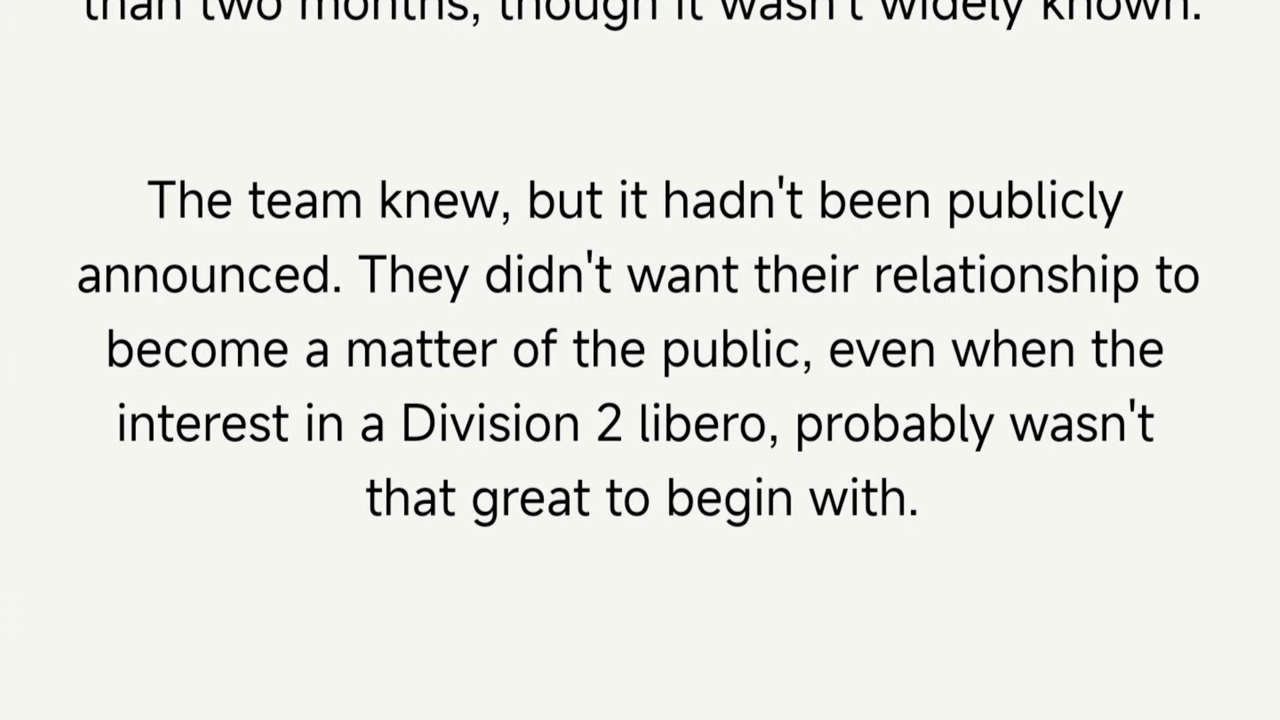 than two months, though it wasn't widely known.
The team knew, but it hadn't been publicly
announced. They didn't want their relationship to
become a matter of the public, even when the
interest in a Division 2 libero, probably wasn't
that great to begin with.